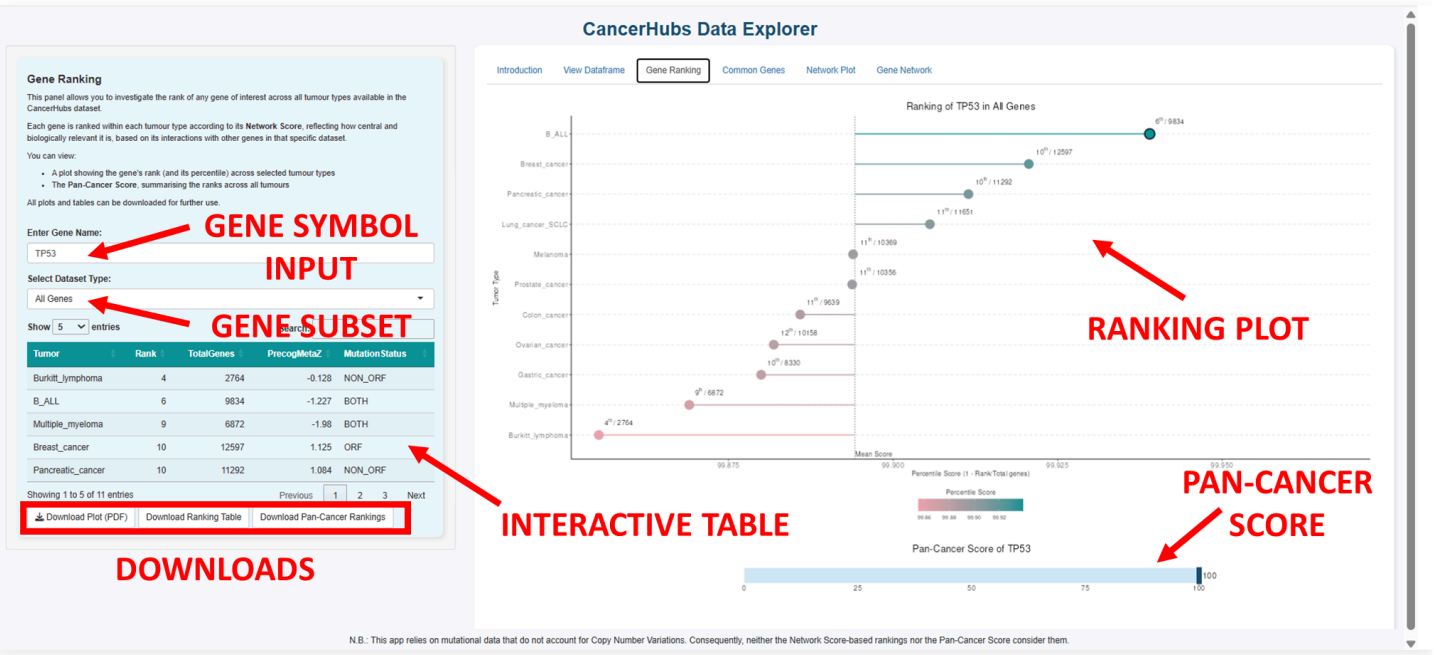 CancerHubs Data Explorer
Gene Ranking
This panel allows you to investigate the rank of any gene of interest across all tumour types available in the
CancerHubs dataset.
Each gene is ranked within each tumour type according to its Network Score, reflecting how central and
biologically relevant it is, based on its interactions with other genes in that specific dataset.
You can view:
• A plot showing the gene's rank (and its percentile) across selected tumour types
• The Pan-Cancer Score, summarising the ranks across all tumours
All plots and tables can be downloaded for further use.
GENE SYMBOL
INPUT
Enter Gene Name:
TP53
Select Dataset Type:
All Genes
GENE SUBSET
Show 5 entries
Search:
Tumor Rank TotalGenes PrecogMetaZ MutationStatus
Burkitt_lymphoma 4 2764 -0.128 NON_ORF
B_ALL 6 9834 -1.227 BOTH
Multiple_myeloma 9 6872 -1.98 BOTH
Breast_cancer 10 12597 1.125 ORF
Pancreatic_cancer 10 11292 1.084 NON_ORF
Showing 1 to 5 of 11 entries
Previous 1 2 3 Next
Download Plot (PDF) Download Ranking Table Download Pan-Cancer Rankings
DOWNLOADS
INTERACTIVE TABLE
Introduction View Dataframe Gene Ranking Common Genes Network Plot Gene Network
Ranking of TP53 in All Genes
Tumor Type
B_ALL 6th / 9834
Breast_cancer 10th / 12597
Pancreatic_cancer 10th / 11292
Lung_cancer_SCLC 11th / 11651
Melanoma 11th / 10369
Prostate_cancer 11th / 10356
Colon_cancer 11th / 9639
Ovarian_cancer 12th / 10158
Gastric_cancer 10th / 8330
Multiple_myeloma 9th / 6872
Burkitt_lymphoma 4th / 2764
RANKING PLOT
Mean Score
99.875 99.900 99.925 99.950
Percentile Score (1 - Rank/Total genes)
Percentile Score
99.86 99.88 99.90 99.92
PAN-CANCER
SCORE
Pan-Cancer Score of TP53
100
0 25 50 75 100
N.B.: This app relies on mutational data that do not account for Copy Number Variations. Consequently, neither the Network Score-based rankings nor the Pan-Cancer Score consider them.